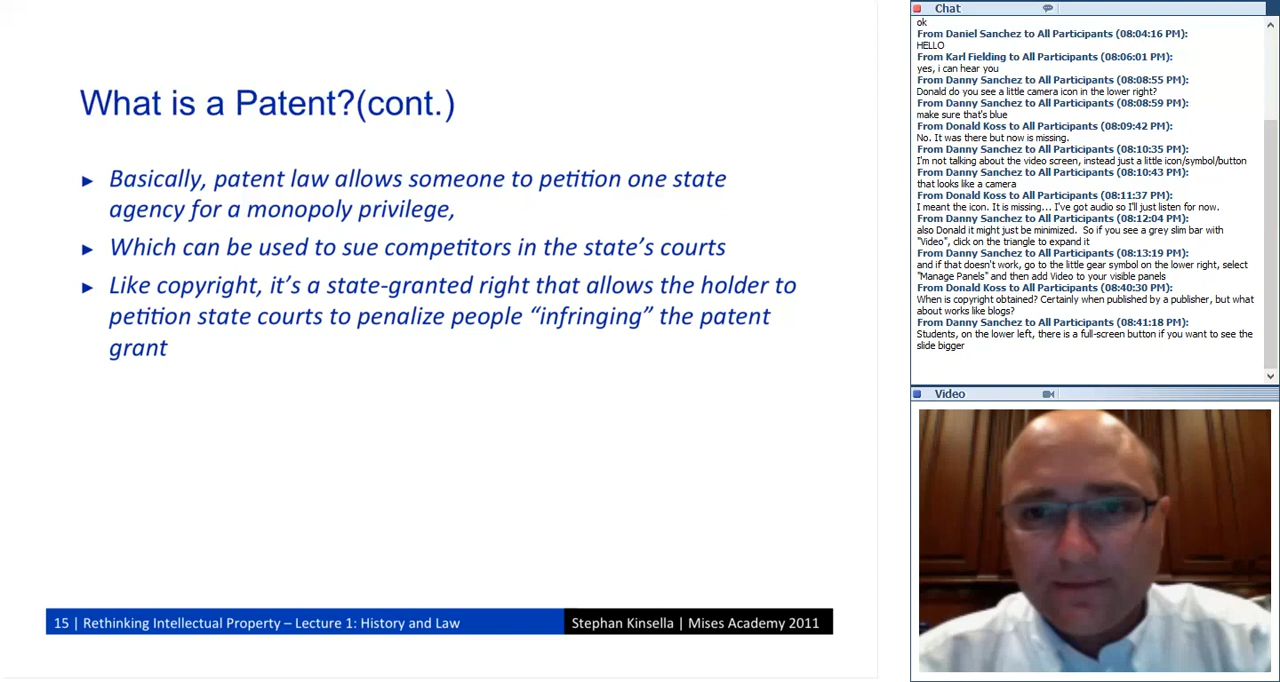 What is a Patent?(cont.)
► Basically, patent law allows someone to petition one state
agency for a monopoly privilege,
► Which can be used to sue competitors in the state’s courts
► Like copyright, it’s a state-granted right that allows the holder to
petition state courts to penalize people “infringing” the patent
grant
15 | Rethinking Intellectual Property – Lecture 1: History and Law
Stephan Kinsella | Mises Academy 2011
Chat
ok
From Daniel Sanchez to All Participants (08:04:16 PM):
HELLO
From Karl Fielding to All Participants (08:06:01 PM):
yes, i can hear you
From Danny Sanchez to All Participants (08:08:55 PM):
Donald do you see a little camera icon in the lower right?
From Danny Sanchez to All Participants (08:08:59 PM):
make sure that's blue
From Donald Koss to All Participants (08:09:42 PM):
No. It was there but now is missing.
From Danny Sanchez to All Participants (08:10:35 PM):
I'm not talking about the video screen, instead just a little icon/symbol/button
From Danny Sanchez to All Participants (08:10:43 PM):
that looks like a camera
From Donald Koss to All Participants (08:11:37 PM):
I meant the icon. It is missing... I've got audio so I'll just listen for now.
From Danny Sanchez to All Participants (08:12:04 PM):
also Donald it might just be minimized. So if you see a grey slim bar with
"Video", click on the triangle to expand it
From Danny Sanchez to All Participants (08:13:19 PM):
and if that doesn't work, go to the little gear symbol on the lower right, select
"Manage Panels" and then add Video to your visible panels
From Donald Koss to All Participants (08:40:30 PM):
When is copyright obtained? Certainly when published by a publisher, but what
about works like blogs?
From Danny Sanchez to All Participants (08:41:18 PM):
Students, on the lower left, there is a full-screen button if you want to see the
slide bigger
Video